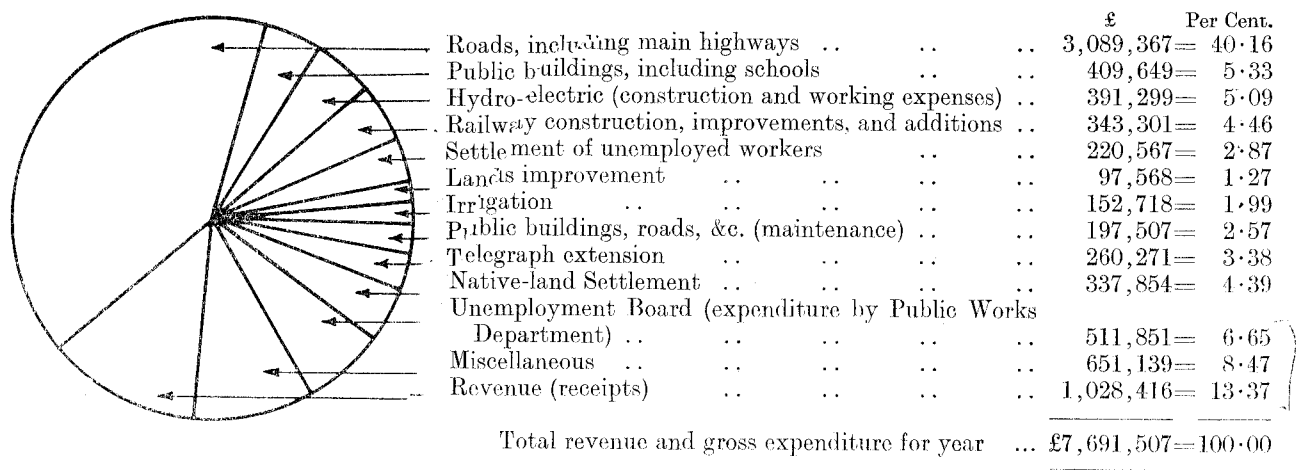 £ Per Cent.
Roads, including main highways .. .. .. 3,089,367= 40·16
Public buildings, including schools .. .. 409,649= 5·33
Hydro-electric (construction and working expenses) .. 391,299= 5·09
Railway construction, improvements, and additions .. 343,301= 4·46
Settlement of unemployed workers .. .. 220,567= 2·87
Lands improvement .. .. .. .. 97,568= 1·27
Irrigation .. .. .. .. .. 152,718= 1·99
Public buildings, roads, &c. (maintenance) .. .. 197,507= 2·57
Telegraph extension .. .. .. .. 260,271= 3·38
Native-land Settlement .. .. .. .. 337,854= 4·39
Unemployment Board (expenditure by Public Works
Department) .. .. .. .. .. 511,851= 6·65
Miscellaneous .. .. .. .. .. 651,139= 8·47
Revenue (receipts) .. .. .. .. 1,028,416= 13·37
Total revenue and gross expenditure for year ... £7,691,507=100·00